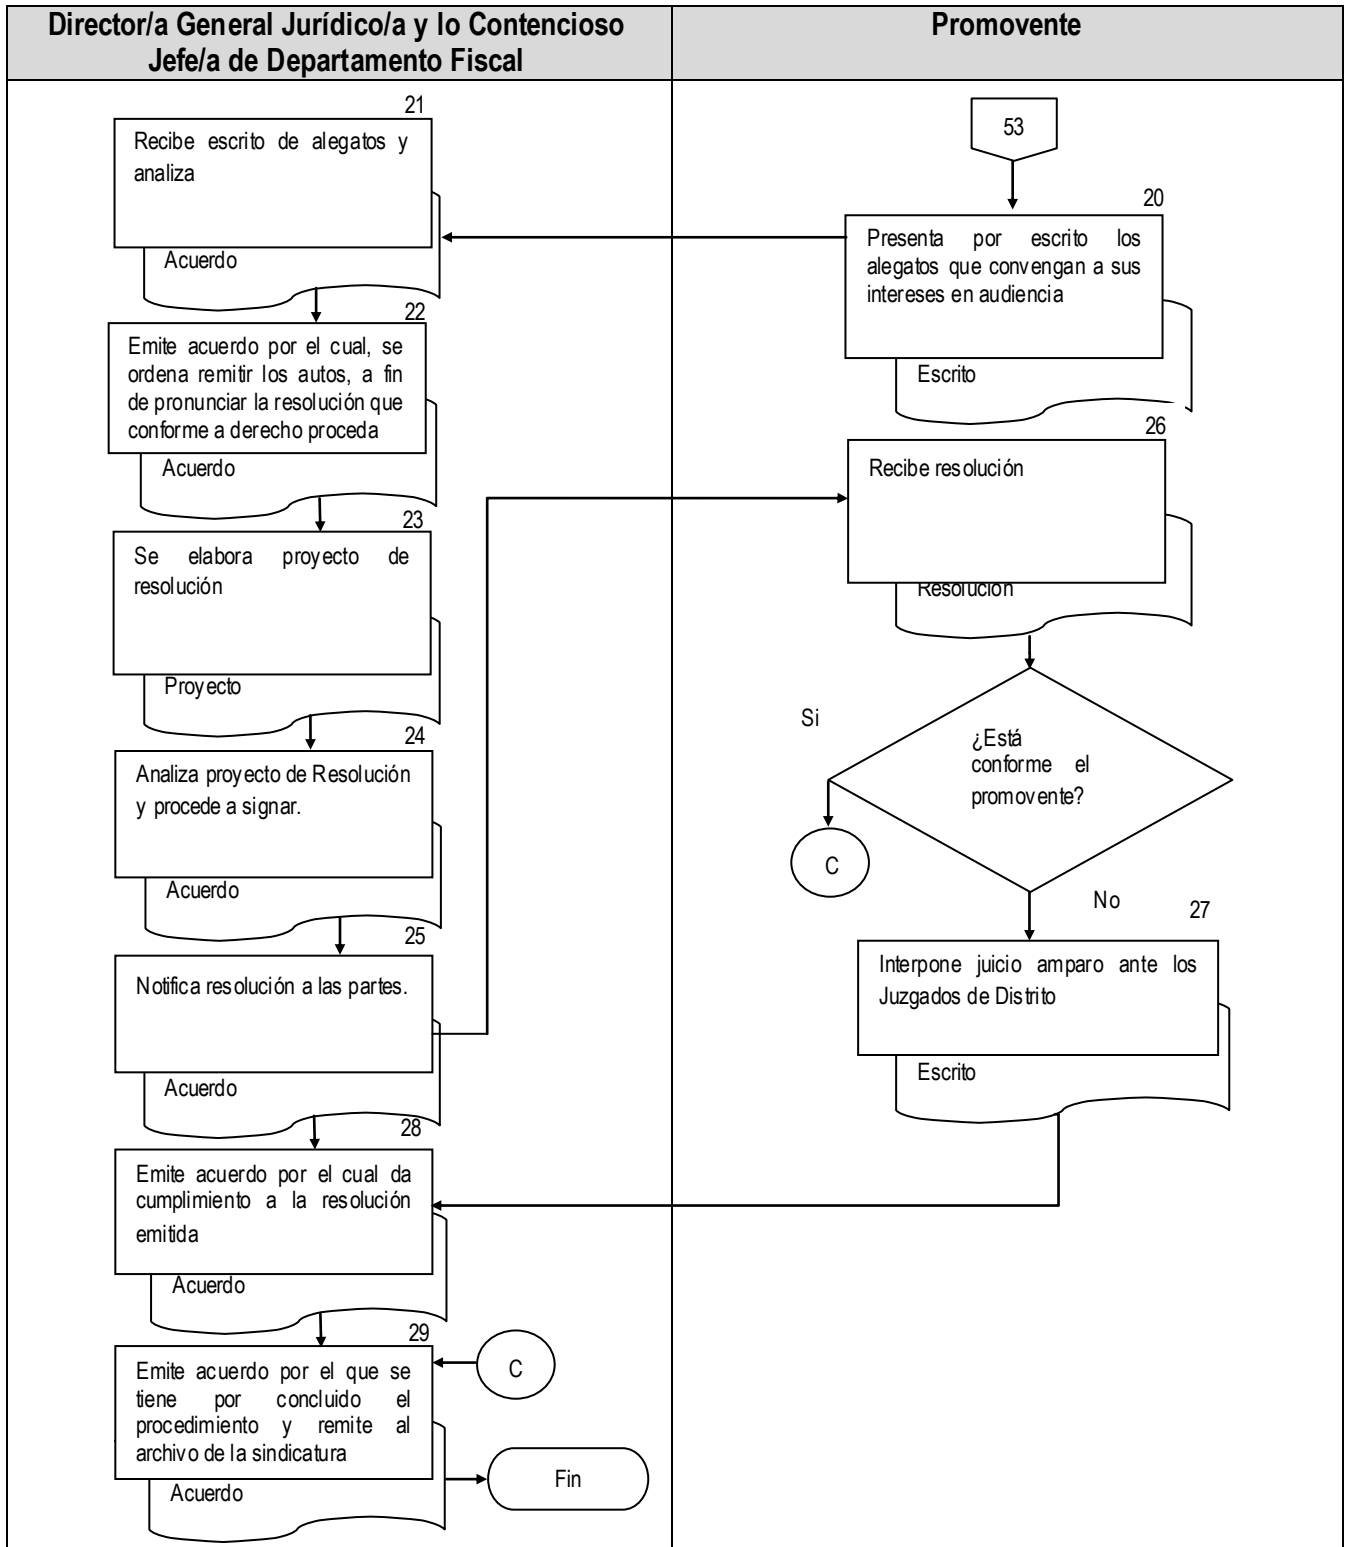 Director/a General Jurídico/a y lo Contencioso
Jefe/a de Departamento Fiscal
Promovente
53
20
Presenta por escrito los
alegatos que convengan a sus
intereses en audiencia
Escrito
21
Recibe escrito de alegatos y
analiza
Acuerdo
22
Emite acuerdo por el cual, se
ordena remitir los autos, a fin
de pronunciar la resolución que
conforme a derecho proceda
Acuerdo
23
Se elabora proyecto de
resolución
Proyecto
24
Analiza proyecto de Resolución
y procede a signar.
Acuerdo
25
Notifica resolución a las partes.
Acuerdo
26
Recibe resolución
Resolución
¿Está
conforme el
promovente?
Si
C
No
27
Interpone juicio amparo ante los
Juzgados de Distrito
Escrito
28
Emite acuerdo por el cual da
cumplimiento a la resolución
emitida
Acuerdo
29
C
Emite acuerdo por el que se
tiene por concluido el
procedimiento y remite al
archivo de la sindicatura
Acuerdo
Fin